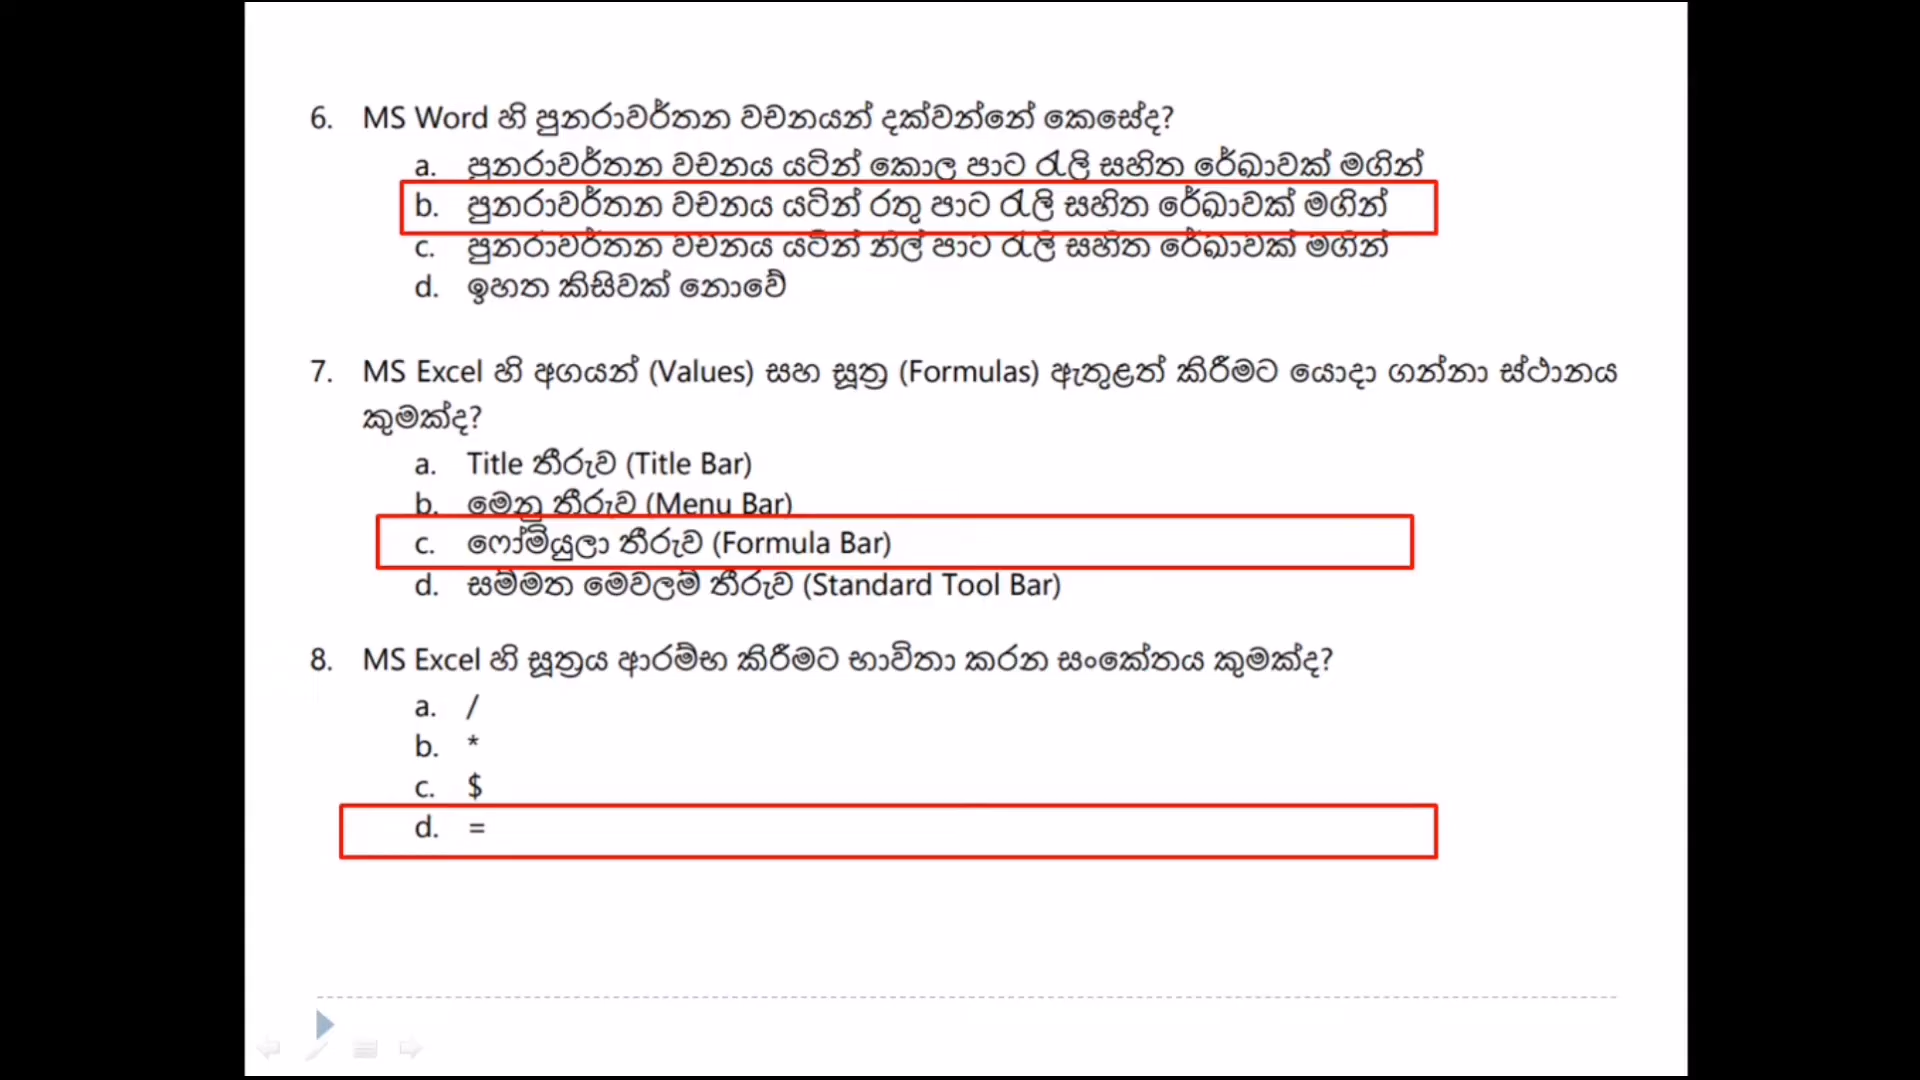 6. MS Word හි පුනරාවර්තන වචනයන් දක්වන්නේ කෙසේද?
a. පුනරාවර්තන වචනය යටින් කොල පාට රැලි සහිත රේඛාවක් මගින්
b. පුනරාවර්තන වචනය යටින් රතු පාට රැලි සහිත රේඛාවක් මගින්
c. පුනරාවර්තන වචනය යටින් නිල් පාට රැලි සහිත රේඛාවක් මගින්
d. ඉහත කිසිවක් නොවේ
7. MS Excel හි අගයන් (Values) සහ සූත්‍ර (Formulas) ඇතුළත් කිරීමට යොදා ගන්නා ස්ථානය
කුමක්ද?
a. Title තීරුව (Title Bar)
b. මෙනු තීරුව (Menu Bar)
c. ෆෝමියුලා තීරුව (Formula Bar)
d. සම්මත මෙවලම් තීරුව (Standard Tool Bar)
8. MS Excel හි සූත්‍රය ආරම්භ කිරීමට භාවිතා කරන සංකේතය කුමක්ද?
a. /
b. *
c. $
d. =